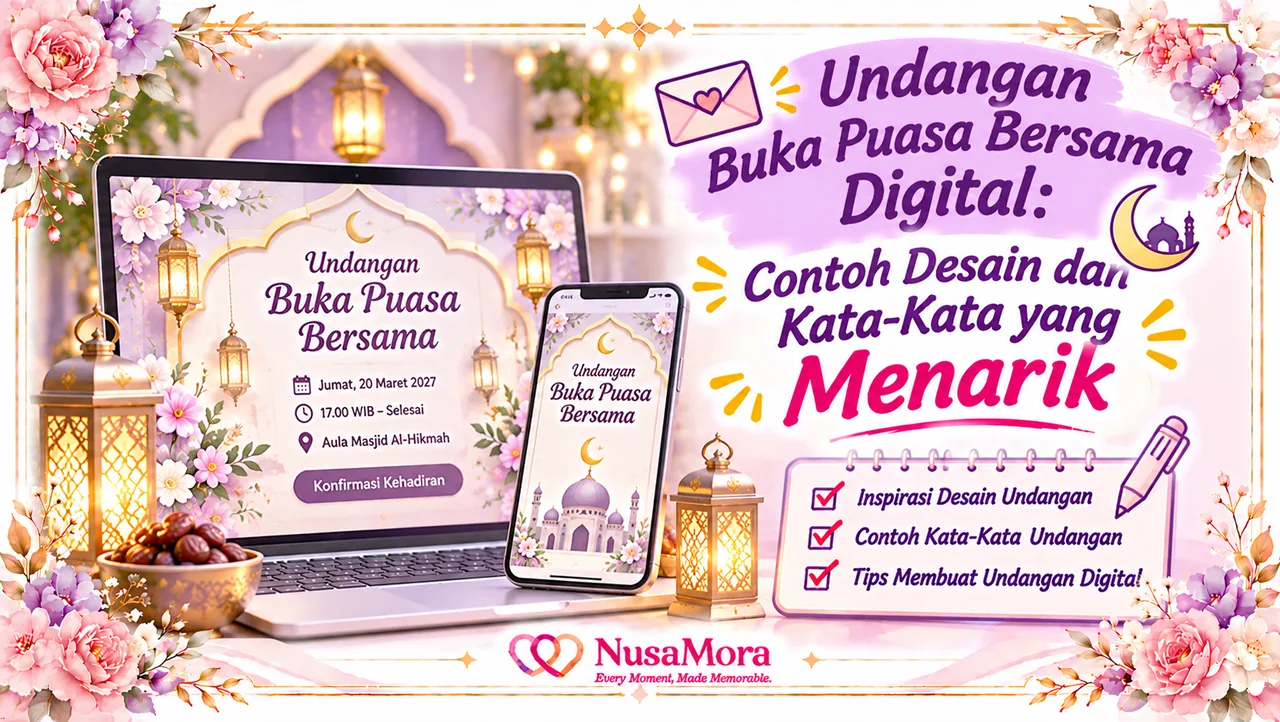 Undangan
Buka Puasa Bersama
Digital:
Contoh Desain dan
Kata-Kata yang
Menarik
Inspirasi Desain Undangan
Contoh Kata-Kata Undangan
Tips Membuat Undangan Digital
Undangan
Buka Puasa
Bersama
Jumat, 20 Maret 2027
17.00 WIB – Selesai
Aula Masjid Al-Hikmah
Konfirmasi Kehadiran
Undangan
Buka Puasa
Bersama
NusaMora
Every Moment, Made Memorable.